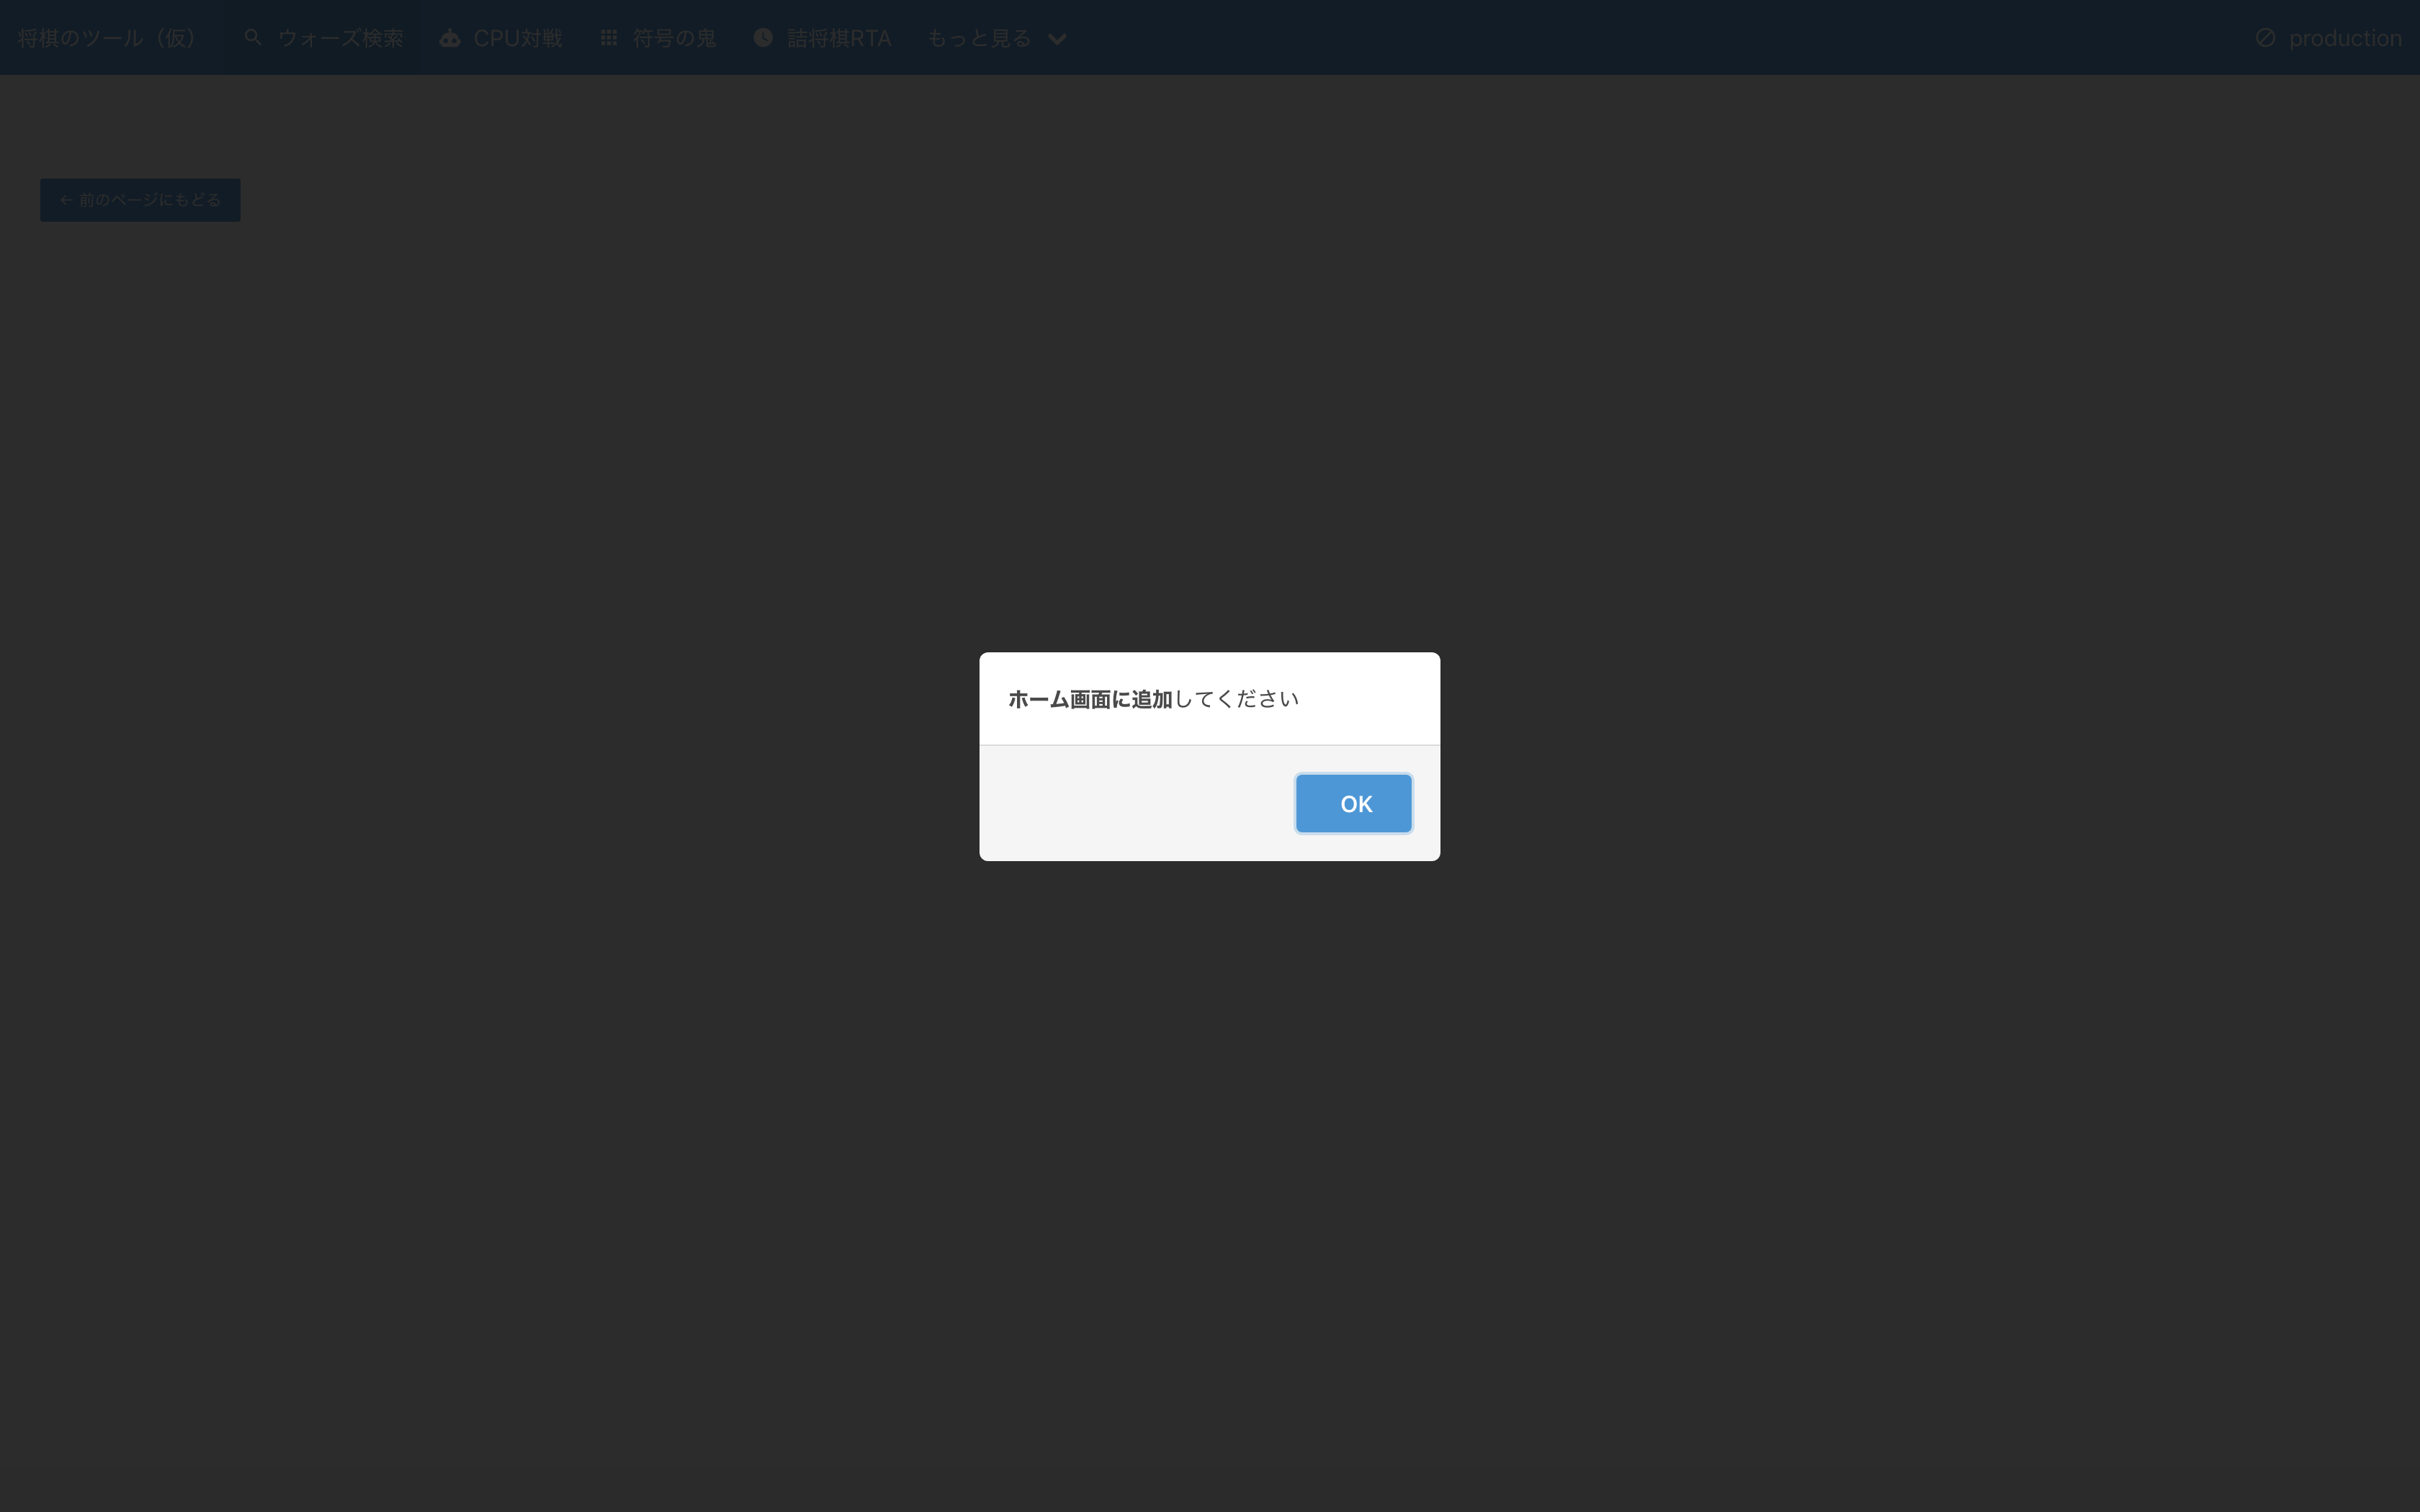 将棋のツール（仮） ウォーズ検索 CPU対戦 符号の鬼 詰将棋RTA もっと見る production
← 前のページにもどる
ホーム画面に追加してください
OK